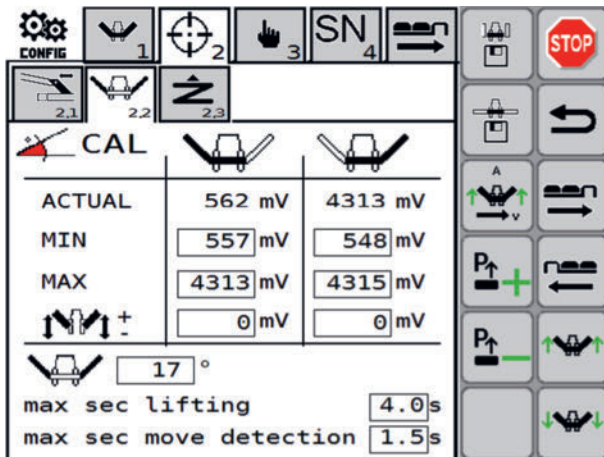 CONFIG 1 2 3 SN 4 STOP
2,1 2,2 2,3
CAL
A
v
ACTUAL 562 mV 4313 mV
MIN 557 mV 548 mV
MAX 4313 mV 4315 mV
P
+ - 0 mV 0 mV
P
17 °
max sec lifting 4.0 s
max sec move detection 1.5 s